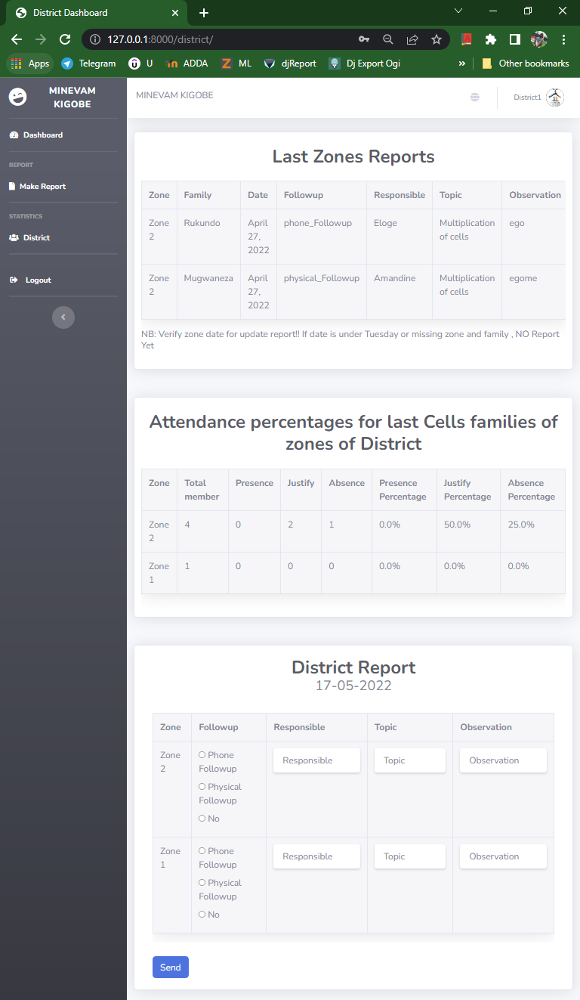 District Dashboard
127.0.0.1:8000/district/
Apps Telegram U ADDA ML djReport Dj Export Ogi » Other bookmarks
MINEVAM
KIGOBE
Dashboard
REPORT
Make Report
STATISTICS
District
Logout
MINEVAM KIGOBE
District1
Last Zones Reports
Zone Family Date Followup Responsible Topic Observation
Zone Rukundo April phone_Followup Eloge Multiplication ego
2 27, of cells
2022
Zone Mugwaneza April physical_Followup Amandine Multiplication egome
2 27, of cells
2022
NB: Verify zone date for update report!! If date is under Tuesday or missing zone and family , NO Report
Yet
Attendance percentages for last Cells families of
zones of District
Zone Total Presence Justify Absence Presence Justify Absence
member Percentage Percentage Percentage
Zone 4 0 2 1 0.0% 50.0% 25.0%
2
Zone 1 0 0 0 0.0% 0.0% 0.0%
1
District Report
17-05-2022
Zone Followup Responsible Topic Observation
Zone Phone Responsible Topic Observation
2 Followup
Physical
Followup
No
Zone Phone Responsible Topic Observation
1 Followup
Physical
Followup
No
Send